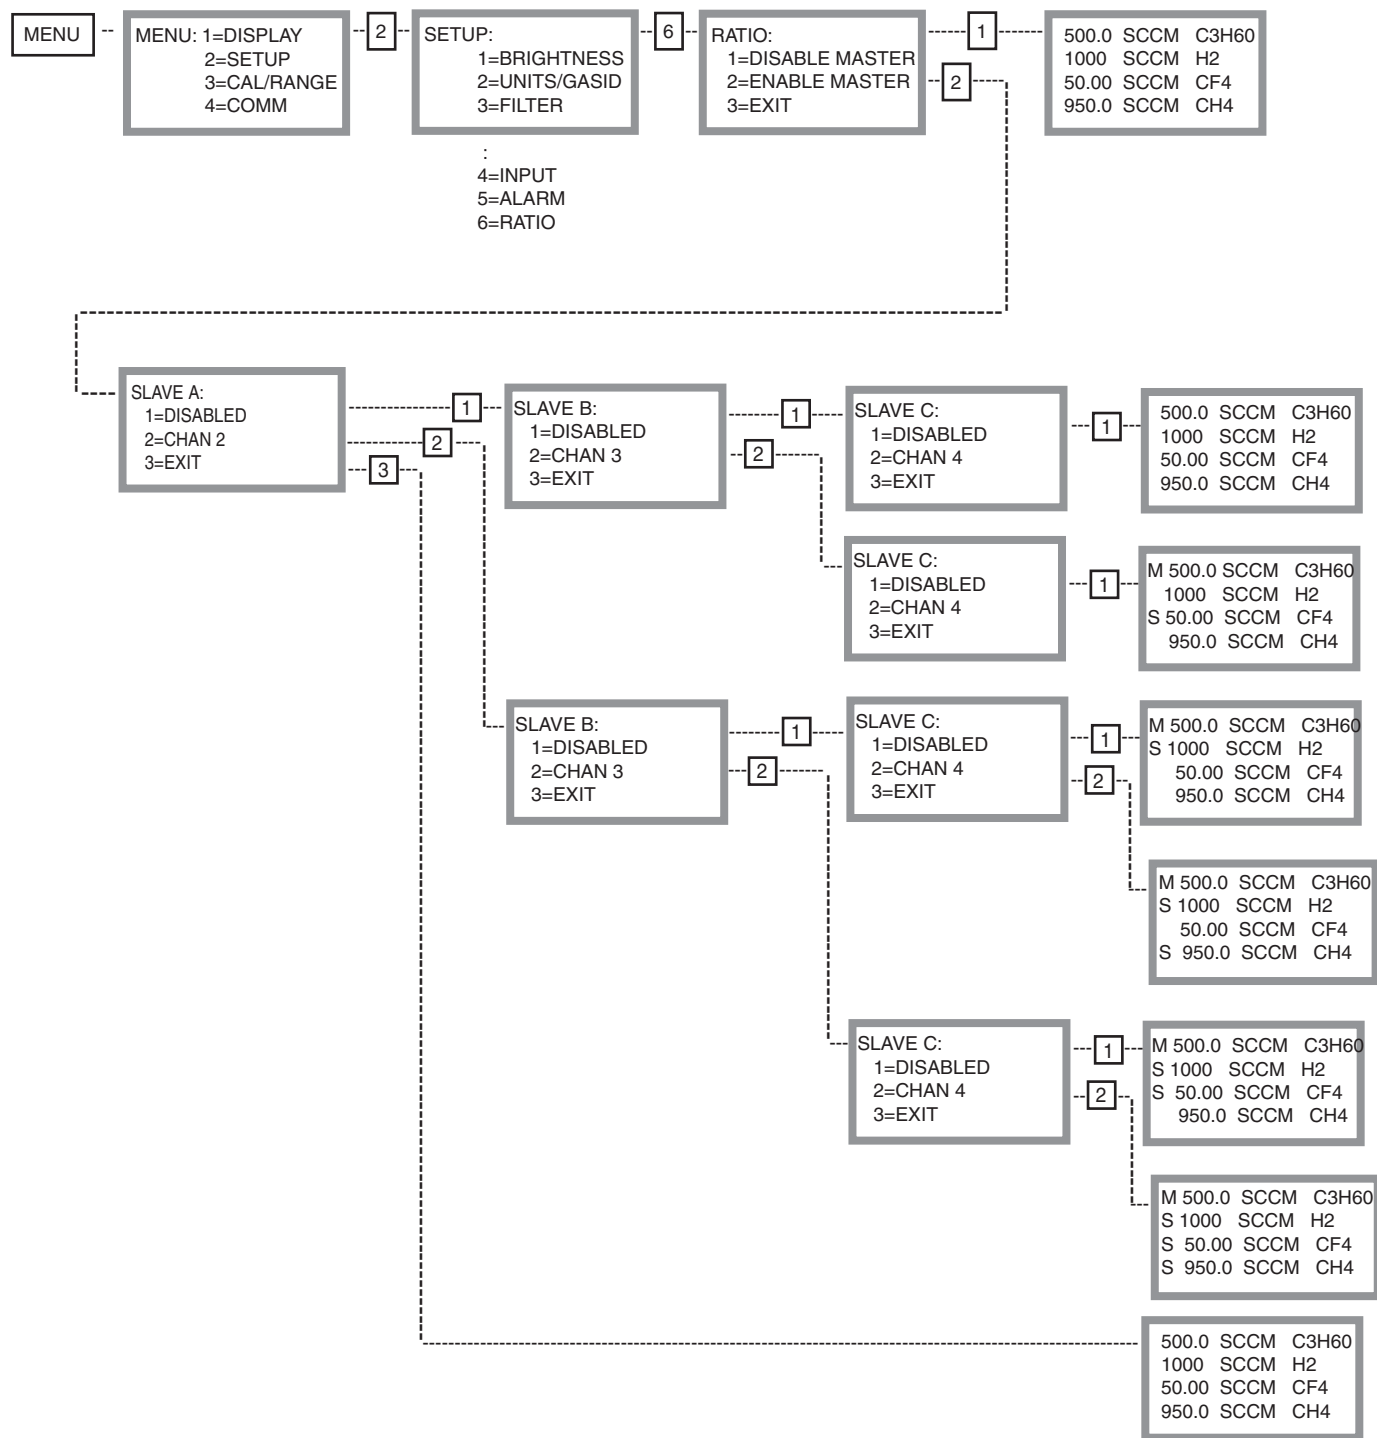 MENU
MENU: 1=DISPLAY
2=SETUP
3=CAL/RANGE
4=COMM
2
SETUP:
1=BRIGHTNESS
2=UNITS/GASID
3=FILTER
:
4=INPUT
5=ALARM
6=RATIO
6
RATIO:
1=DISABLE MASTER
2=ENABLE MASTER
3=EXIT
1
2
500.0 SCCM C3H60
1000 SCCM H2
50.00 SCCM CF4
950.0 SCCM CH4
SLAVE A:
1=DISABLED
2=CHAN 2
3=EXIT
1
2
3
SLAVE B:
1=DISABLED
2=CHAN 3
3=EXIT
1
2
SLAVE C:
1=DISABLED
2=CHAN 4
3=EXIT
1
500.0 SCCM C3H60
1000 SCCM H2
50.00 SCCM CF4
950.0 SCCM CH4
SLAVE C:
1=DISABLED
2=CHAN 4
3=EXIT
1
M 500.0 SCCM C3H60
1000 SCCM H2
S 50.00 SCCM CF4
950.0 SCCM CH4
SLAVE B:
1=DISABLED
2=CHAN 3
3=EXIT
1
2
SLAVE C:
1=DISABLED
2=CHAN 4
3=EXIT
1
2
M 500.0 SCCM C3H60
S 1000 SCCM H2
50.00 SCCM CF4
950.0 SCCM CH4
M 500.0 SCCM C3H60
S 1000 SCCM H2
50.00 SCCM CF4
S 950.0 SCCM CH4
SLAVE C:
1=DISABLED
2=CHAN 4
3=EXIT
1
2
M 500.0 SCCM C3H60
S 1000 SCCM H2
S 50.00 SCCM CF4
950.0 SCCM CH4
M 500.0 SCCM C3H60
S 1000 SCCM H2
S 50.00 SCCM CF4
S 950.0 SCCM CH4
500.0 SCCM C3H60
1000 SCCM H2
50.00 SCCM CF4
950.0 SCCM CH4